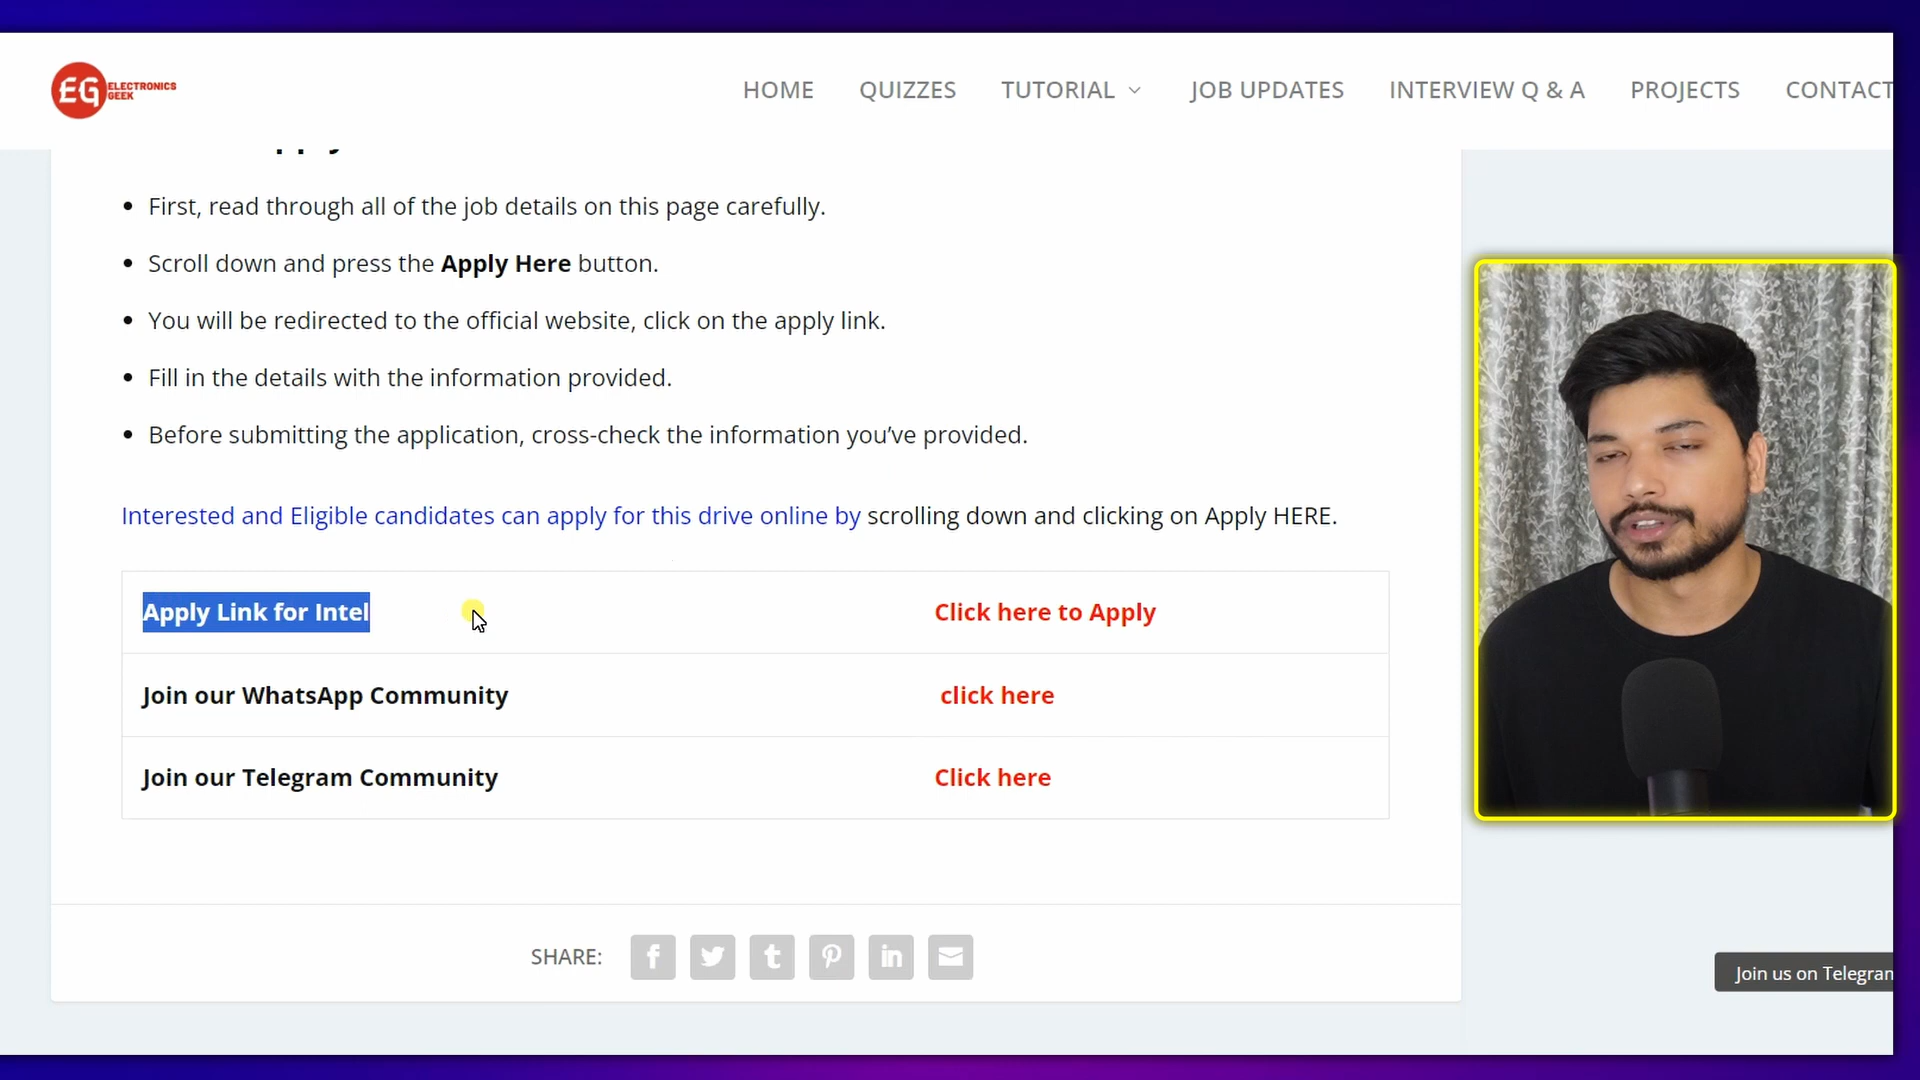 EG ELECTRONICS GEEK
HOME QUIZZES TUTORIAL JOB UPDATES INTERVIEW Q & A PROJECTS CONTACT
First, read through all of the job details on this page carefully.
Scroll down and press the Apply Here button.
You will be redirected to the official website, click on the apply link.
Fill in the details with the information provided.
Before submitting the application, cross-check the information you’ve provided.
Interested and Eligible candidates can apply for this drive online by scrolling down and clicking on Apply HERE.
Apply Link for Intel Click here to Apply
Join our WhatsApp Community click here
Join our Telegram Community Click here
SHARE:
Join us on Telegram